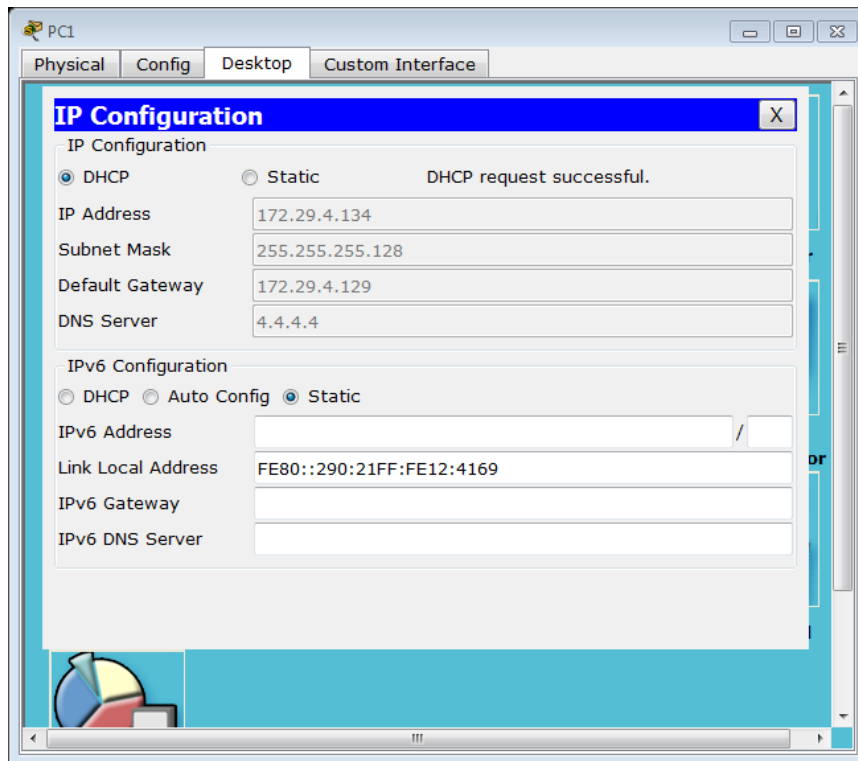 PC1
Physical Config Desktop Custom Interface
IP Configuration X
IP Configuration
DHCP Static DHCP request successful.
IP Address 172.29.4.134
Subnet Mask 255.255.255.128
Default Gateway 172.29.4.129
DNS Server 4.4.4.4
IPv6 Configuration
DHCP Auto Config Static
IPv6 Address /
Link Local Address FE80::290:21FF:FE12:4169
IPv6 Gateway
IPv6 DNS Server
or